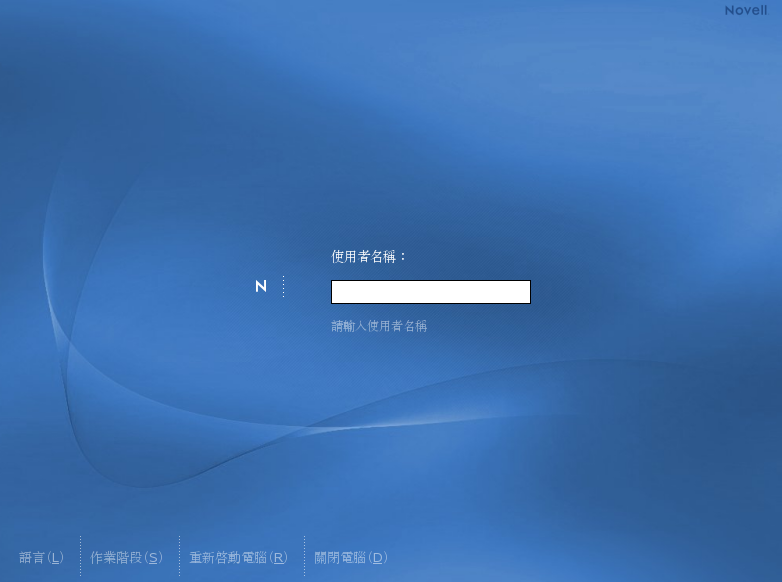 Novell
使用者名稱：
N
請輸入使用者名稱
語言(L)
作業階段(S)
重新啓動電腦(R)
關閉電腦(D)